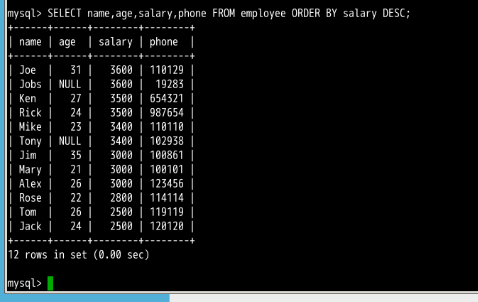 mysql> SELECT name,age,salary,phone FROM employee ORDER BY salary DESC;
+------+------+--------+--------+
| name | age | salary | phone |
+------+------+--------+--------+
| Joe | 31 | 3600 | 110129 |
| Jobs | NULL | 3600 | 19283 |
| Ken | 27 | 3500 | 654321 |
| Rick | 24 | 3500 | 987654 |
| Mike | 23 | 3400 | 110110 |
| Tony | NULL | 3400 | 102938 |
| Jim | 35 | 3000 | 100861 |
| Mary | 21 | 3000 | 100101 |
| Alex | 26 | 3000 | 123456 |
| Rose | 22 | 2800 | 114114 |
| Tom | 26 | 2500 | 119119 |
| Jack | 24 | 2500 | 120120 |
+------+------+--------+--------+
12 rows in set (0.00 sec)
mysql>